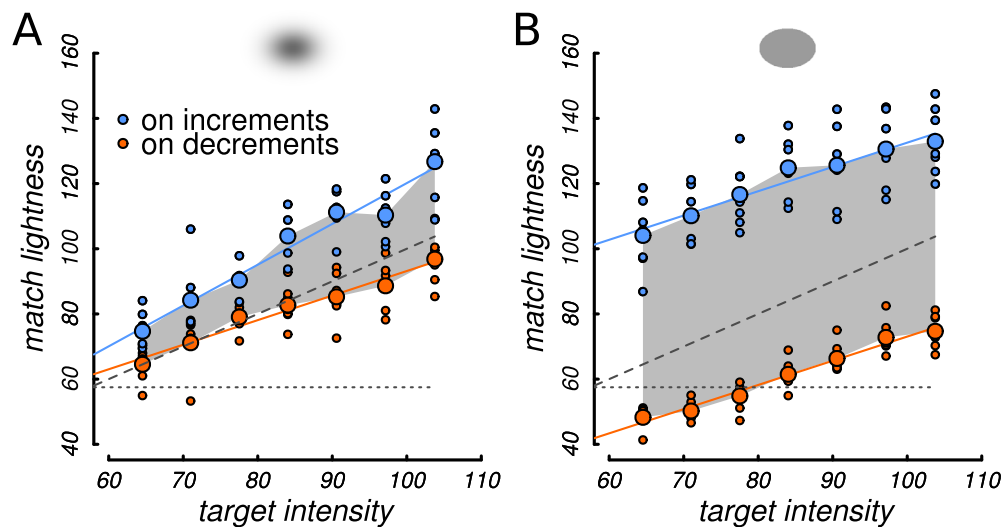 A
160
140
120
100
80
60
40
match lightness
on increments
on decrements
60 70 80 90 100 110
target intensity
B
160
140
120
100
80
60
40
match lightness
60 70 80 90 100 110
target intensity